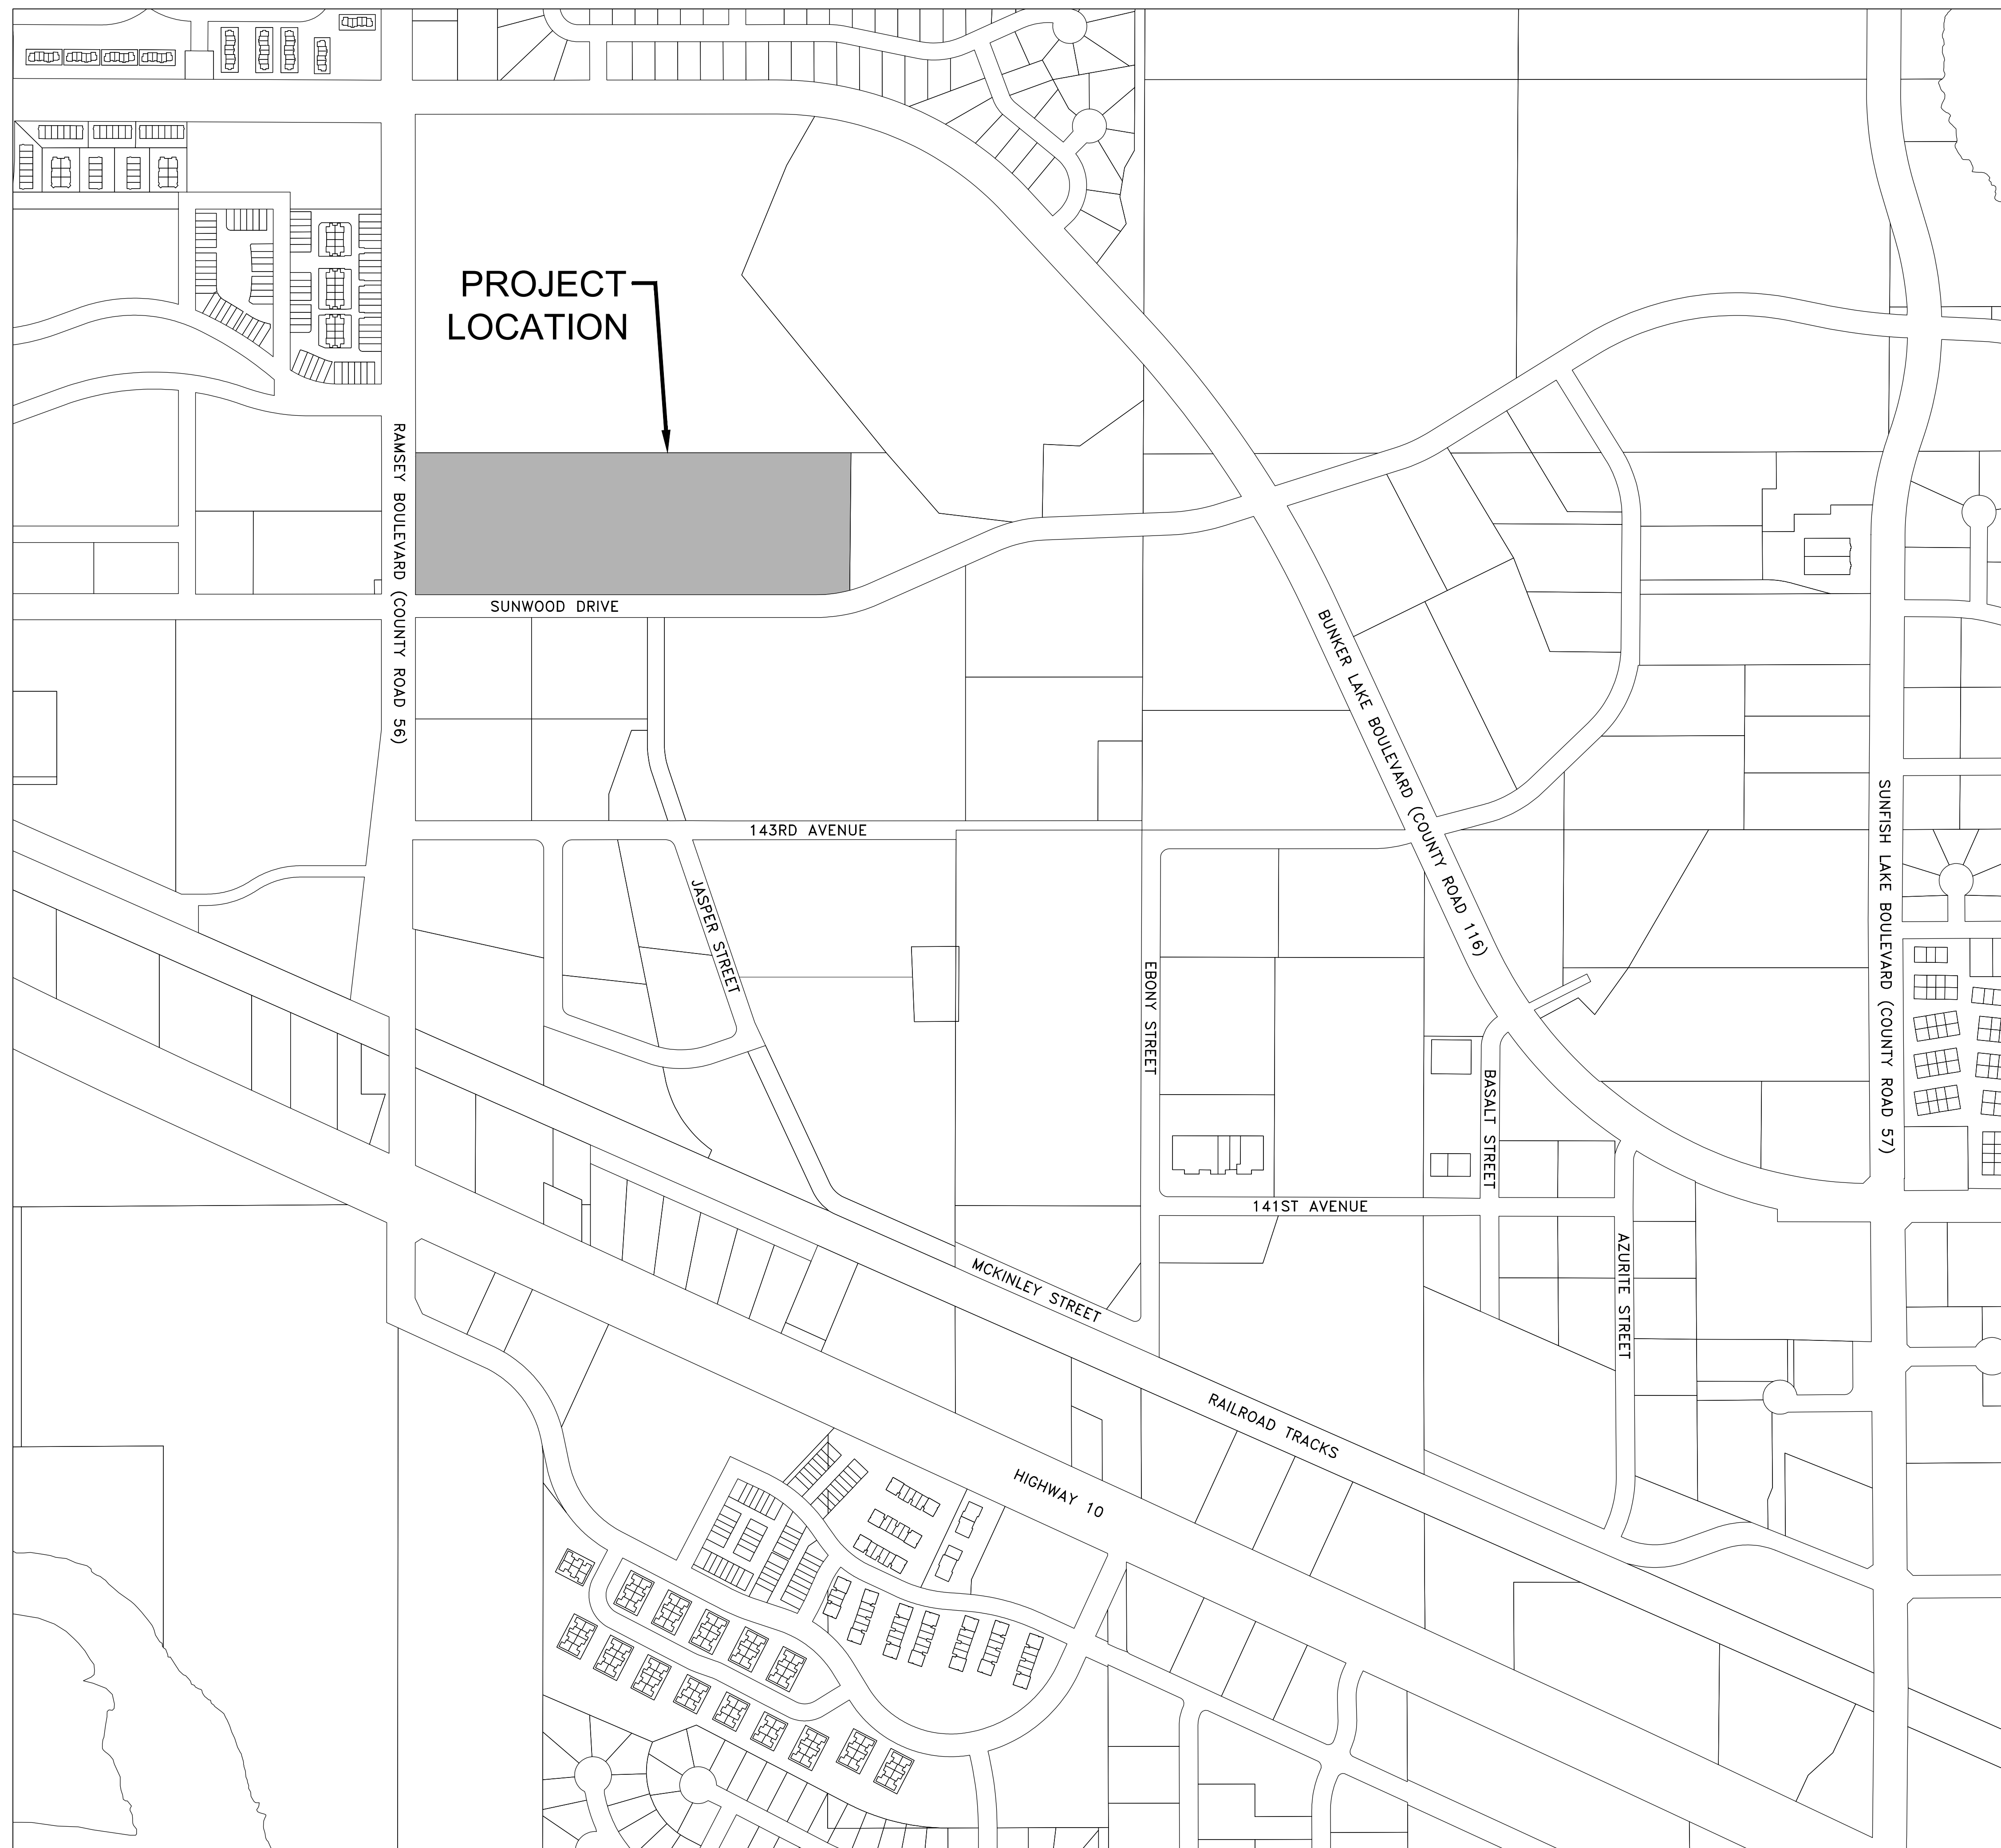 PROJECT
LOCATION
RAMSEY BOULEVARD (COUNTY ROAD 56)
SUNWOOD DRIVE
BUNKER LAKE BOULEVARD (COUNTY ROAD 116)
SUNFISH LAKE BOULEVARD (COUNTY ROAD 57)
143RD AVENUE
JASPER STREET
EBONY STREET
BASALT STREET
141ST AVENUE
AZURITE STREET
MCKINLEY STREET
RAILROAD TRACKS
HIGHWAY 10